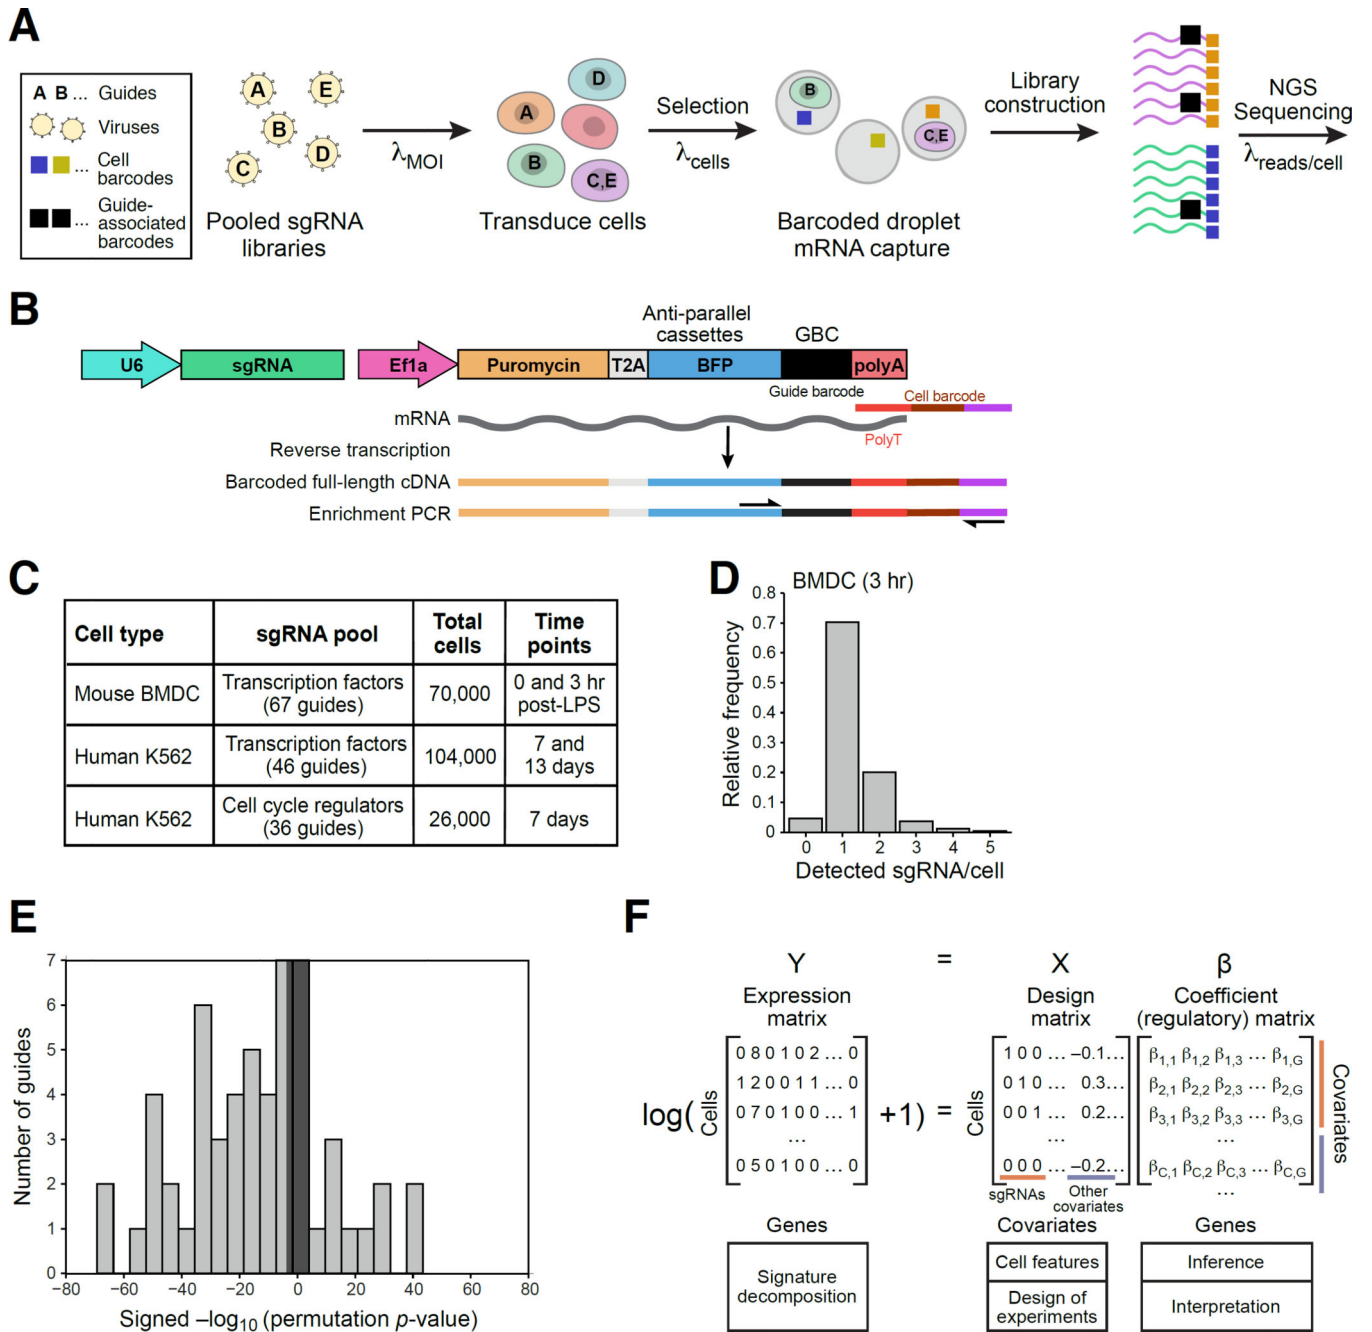 A
A B ... Guides
Viruses
... Cell
barcodes
... Guide-
associated
barcodes
A
E
B
C
D
Pooled sgRNA
libraries
λMOI
D
A
B
C,E
Transduce cells
Selection
λcells
B
C,E
Barcoded droplet
mRNA capture
Library
construction
NGS
Sequencing
λreads/cell
B
Anti-parallel
cassettes
GBC
U6
sgRNA
Ef1a
Puromycin
T2A
BFP
polyA
Guide barcode
Cell barcode
mRNA
PolyT
Reverse transcription
Barcoded full-length cDNA
Enrichment PCR
C
Cell type sgRNA pool Total cells Time points
Mouse BMDC Transcription factors (67 guides) 70,000 0 and 3 hr post-LPS
Human K562 Transcription factors (46 guides) 104,000 7 and 13 days
Human K562 Cell cycle regulators (36 guides) 26,000 7 days
D
BMDC (3 hr)
Relative frequency
0.8
0.7
0.6
0.5
0.4
0.3
0.2
0.1
0
0 1 2 3 4 5
Detected sgRNA/cell
E
Number of guides
7
6
5
4
3
2
1
0
−80 −60 −40 −20 0 20 40 60 80
Signed −log10 (permutation p-value)
F
Y = X β
Expression
matrix
Design
matrix
Coefficient
(regulatory) matrix
log( Cells
0 8 0 1 0 2 ... 0
1 2 0 0 1 1 ... 0
0 7 0 1 0 0 ... 1
...
0 5 0 1 0 0 ... 0
+1) =
Cells
1 0 0 ... −0.1...
0 1 0 ... 0.3...
0 0 1 ... 0.2...
...
0 0 0 ... −0.2...
sgRNAs
Other
covariates
β1,1 β1,2 β1,3 ... β1,G
β2,1 β2,2 β2,3 ... β2,G
β3,1 β3,2 β3,3 ... β3,G
...
βC,1 βC,2 βC,3 ... βC,G
...
Covariates
Genes
Covariates
Genes
Signature
decomposition
Cell features
Design of
experiments
Inference
Interpretation